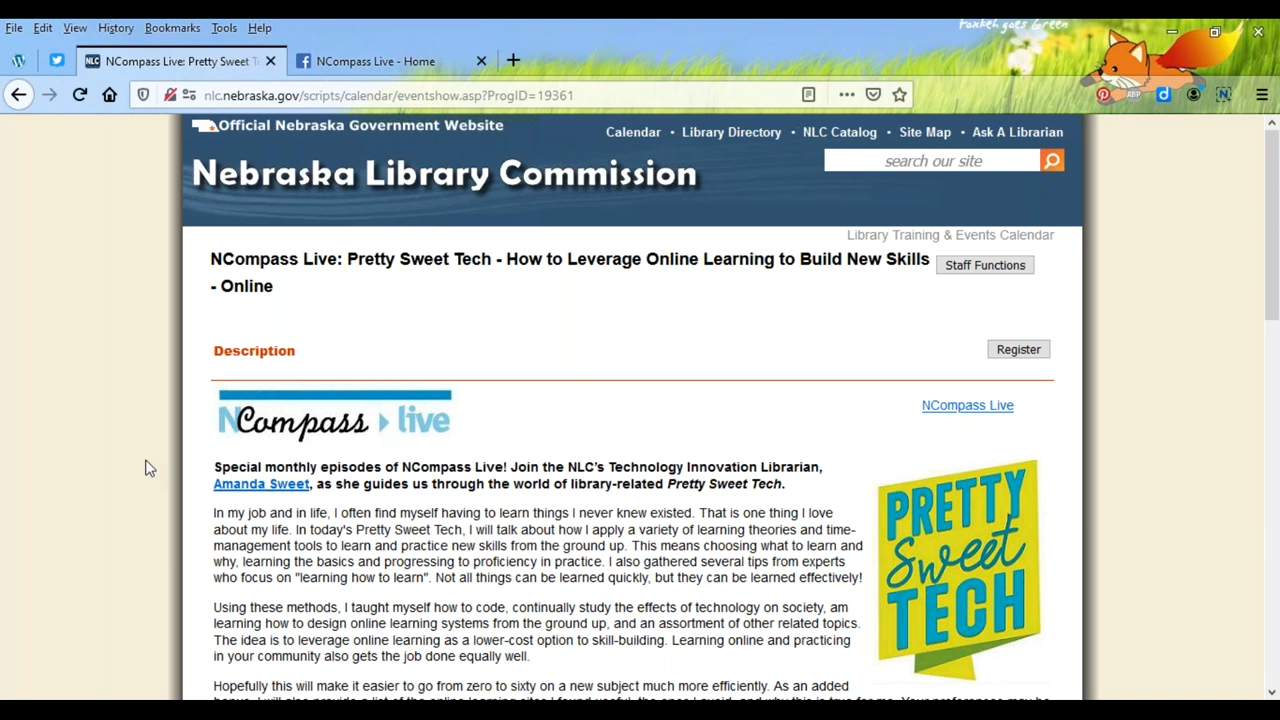 File Edit View History Bookmarks Tools Help
Foxkeh goes Green
NCompass Live: Pretty Sweet T
NCompass Live - Home
nlc.nebraska.gov/scripts/calendar/eventshow.asp?ProgID=19361
ABP
Official Nebraska Government Website
Calendar • Library Directory • NLC Catalog • Site Map • Ask A Librarian
search our site
Nebraska Library Commission
Library Training & Events Calendar
NCompass Live: Pretty Sweet Tech - How to Leverage Online Learning to Build New Skills
- Online
Staff Functions
Description
Register
NCompass live
NCompass Live
Special monthly episodes of NCompass Live! Join the NLC's Technology Innovation Librarian,
Amanda Sweet, as she guides us through the world of library-related Pretty Sweet Tech.
In my job and in life, I often find myself having to learn things I never knew existed. That is one thing I love
about my life. In today's Pretty Sweet Tech, I will talk about how I apply a variety of learning theories and time-
management tools to learn and practice new skills from the ground up. This means choosing what to learn and
why, learning the basics and progressing to proficiency in practice. I also gathered several tips from experts
who focus on "learning how to learn". Not all things can be learned quickly, but they can be learned effectively!
PRETTY
Sweet
TECH
Using these methods, I taught myself how to code, continually study the effects of technology on society, am
learning how to design online learning systems from the ground up, and an assortment of other related topics.
The idea is to leverage online learning as a lower-cost option to skill-building. Learning online and practicing
in your community also gets the job done equally well.
Hopefully this will make it easier to go from zero to sixty on a new subject much more efficiently. As an added